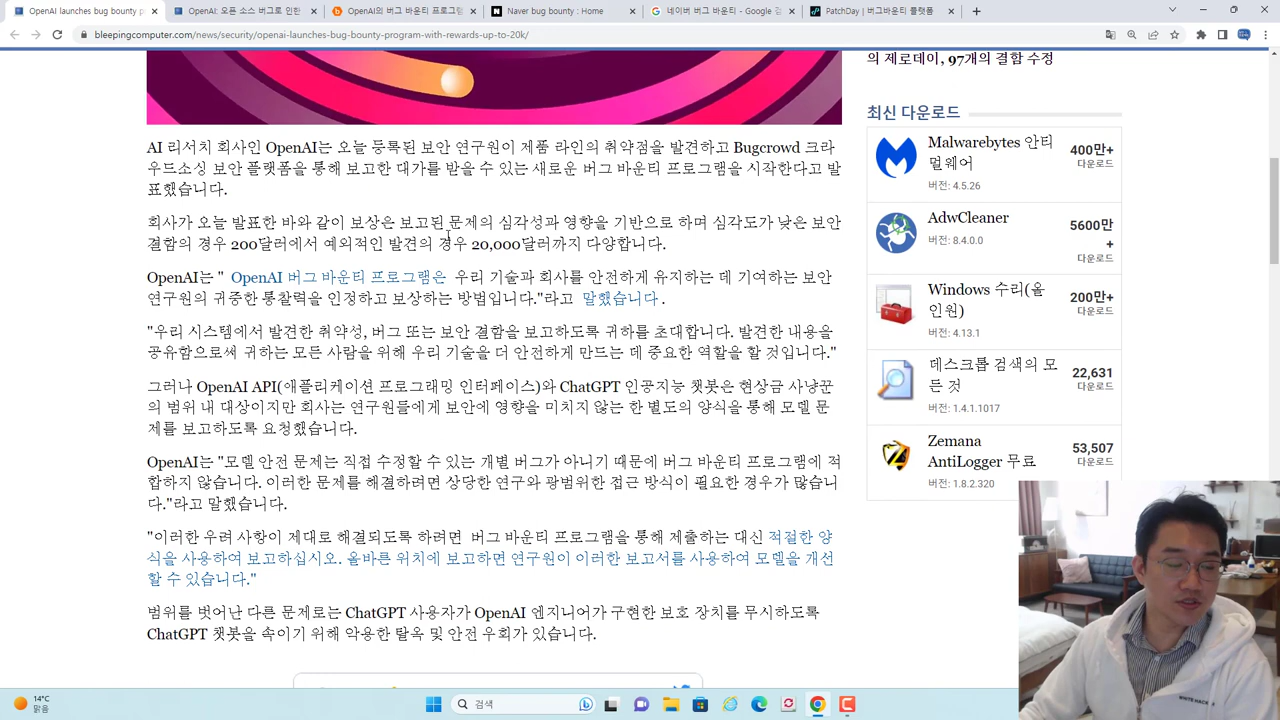 OpenAI launches bug bounty p
OpenAI: 오픈 소스 버그로 인한
OpenAI의 버그 바운티 프로그램
Naver bug bounty : Home
네이버 버그 바운티 - Google 검
PatchDay | 버그바운티 플랫폼
bleepingcomputer.com/news/security/openai-launches-bug-bounty-program-with-rewards-up-to-20k/
의 제로데이, 97개의 결함 수정
AI 리서치 회사인 OpenAI는 오늘 등록된 보안 연구원이 제품 라인의 취약점을 발견하고 Bugcrowd 크라
우드소싱 보안 플랫폼을 통해 보고한 대가를 받을 수 있는 새로운 버그 바운티 프로그램을 시작한다고 발
표했습니다.
회사가 오늘 발표한 바와 같이 보상은 보고된 문제의 심각성과 영향을 기반으로 하며 심각도가 낮은 보안
결함의 경우 200달러에서 예외적인 발견의 경우 20,000달러까지 다양합니다.
OpenAI는 " OpenAI 버그 바운티 프로그램은 우리 기술과 회사를 안전하게 유지하는 데 기여하는 보안
연구원의 귀중한 통찰력을 인정하고 보상하는 방법입니다."라고 말했습니다 .
"우리 시스템에서 발견한 취약성, 버그 또는 보안 결함을 보고하도록 귀하를 초대합니다. 발견한 내용을
공유함으로써 귀하는 모든 사람을 위해 우리 기술을 더 안전하게 만드는 데 중요한 역할을 할 것입니다."
그러나 OpenAI API(애플리케이션 프로그래밍 인터페이스)와 ChatGPT 인공지능 챗봇은 현상금 사냥꾼
의 범위 내 대상이지만 회사는 연구원들에게 보안에 영향을 미치지 않는 한 별도의 양식을 통해 모델 문
제를 보고하도록 요청했습니다.
OpenAI는 "모델 안전 문제는 직접 수정할 수 있는 개별 버그가 아니기 때문에 버그 바운티 프로그램에 적
합하지 않습니다. 이러한 문제를 해결하려면 상당한 연구와 광범위한 접근 방식이 필요한 경우가 많습니
다."라고 말했습니다.
"이러한 우려 사항이 제대로 해결되도록 하려면 버그 바운티 프로그램을 통해 제출하는 대신 적절한 양
식을 사용하여 보고하십시오. 올바른 위치에 보고하면 연구원이 이러한 보고서를 사용하여 모델을 개선
할 수 있습니다."
범위를 벗어난 다른 문제로는 ChatGPT 사용자가 OpenAI 엔지니어가 구현한 보호 장치를 무시하도록
ChatGPT 챗봇을 속이기 위해 악용한 탈옥 및 안전 우회가 있습니다.
최신 다운로드
Malwarebytes 안티
멀웨어
버전: 4.5.26
400만+
다운로드
AdwCleaner
버전: 8.4.0.0
5600만
+
다운로드
Windows 수리(올
인원)
버전: 4.13.1
200만+
다운로드
데스크톱 검색의 모
든 것
버전: 1.4.1.1017
22,631
다운로드
Zemana
AntiLogger 무료
버전: 1.8.2.320
53,507
다운로드
WHITE HACK
14°C
맑음
검색